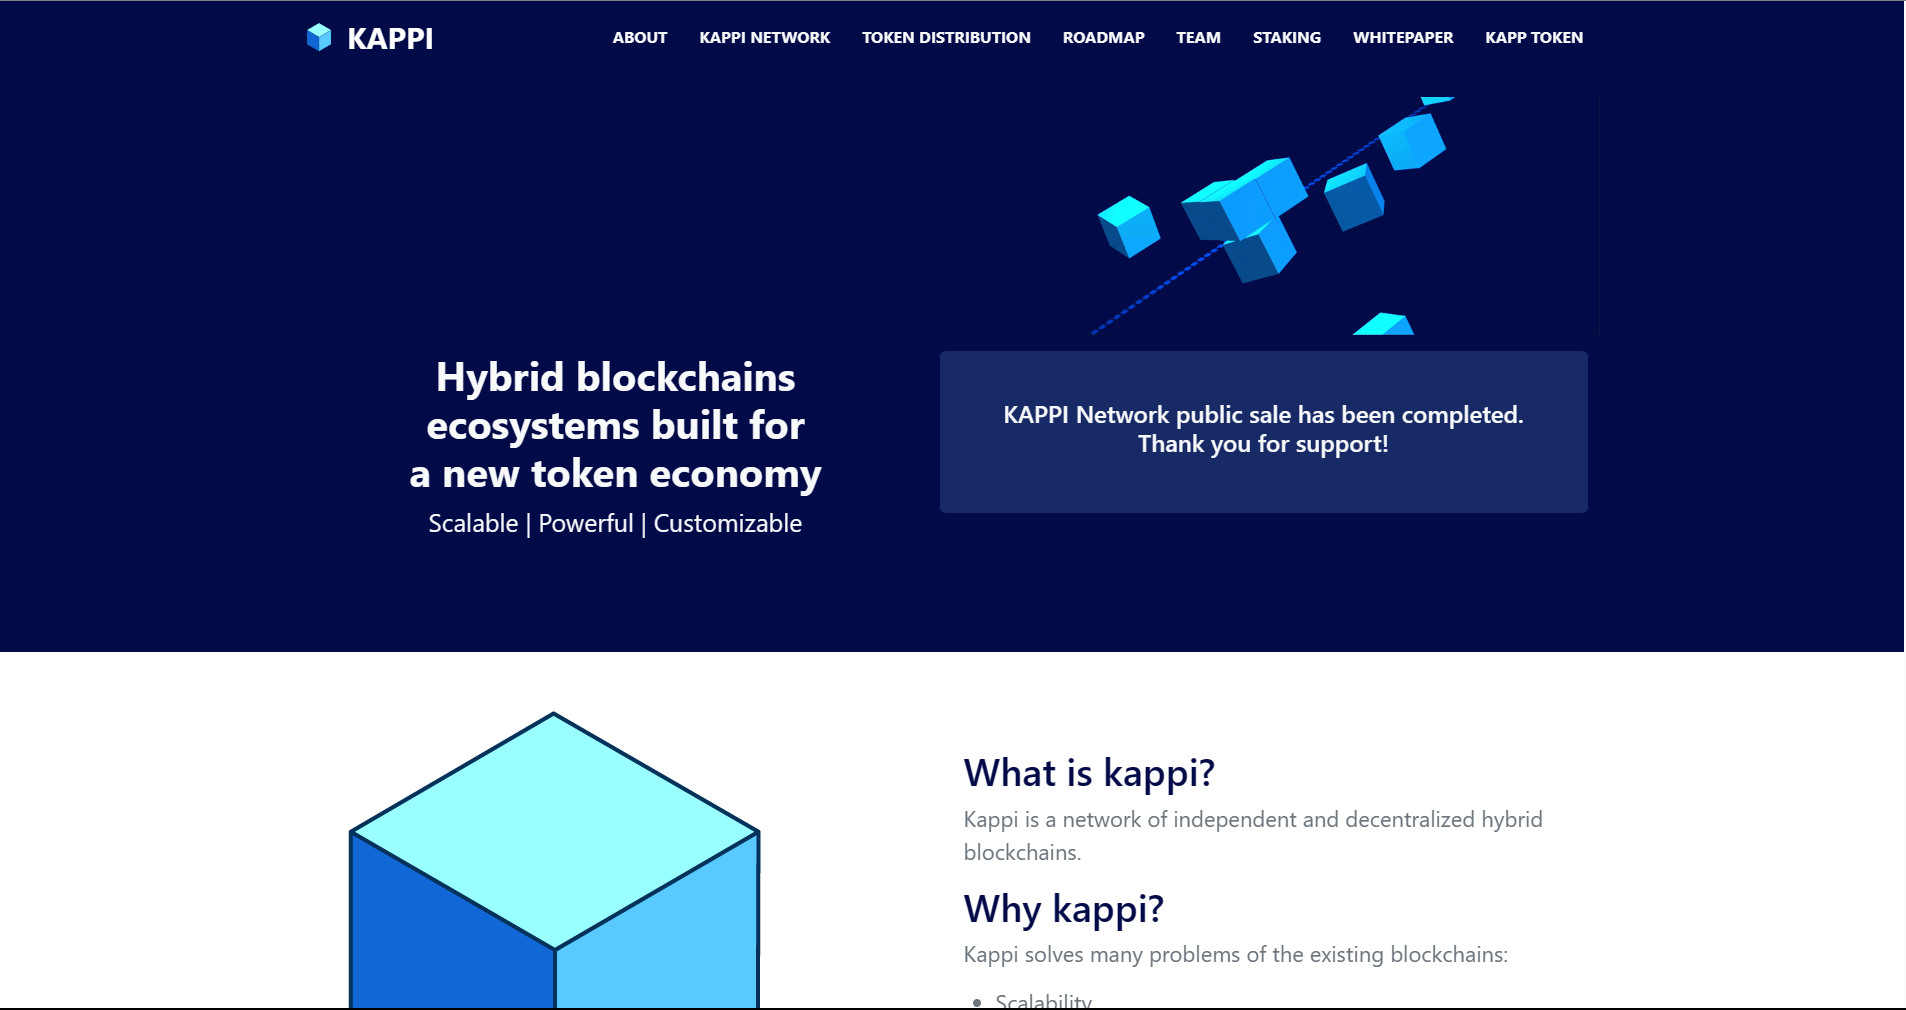 KAPPI
ABOUT KAPPI NETWORK TOKEN DISTRIBUTION ROADMAP TEAM STAKING WHITEPAPER KAPP TOKEN
Hybrid blockchains
ecosystems built for
a new token economy
Scalable | Powerful | Customizable
KAPPI Network public sale has been completed.
Thank you for support!
What is kappi?
Kappi is a network of independent and decentralized hybrid
blockchains.
Why kappi?
Kappi solves many problems of the existing blockchains:
• Scalability